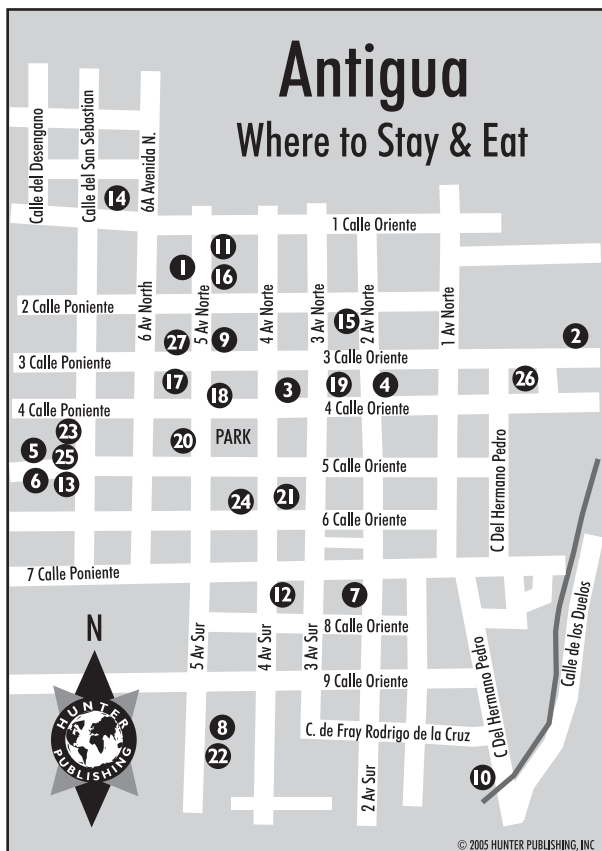 Antigua
Where to Stay & Eat
Calle del Desengano
Calle del San Sebastian
6A Avenida N.
14
1 Calle Oriente
11
1
16
6 Av North
5 Av Norte
4 Av Norte
3 Av Norte
2 Av Norte
1 Av Norte
2 Calle Poniente
15
2
27
9
3 Calle Poniente
3 Calle Oriente
17
18
3
19
4
26
4 Calle Poniente
4 Calle Oriente
23
5
25
20
PARK
6
13
5 Calle Oriente
24
21
6 Calle Oriente
C Del Hermano Pedro
7 Calle Poniente
12
7
8 Calle Oriente
5 Av Sur
4 Av Sur
3 Av Sur
9 Calle Oriente
C Del Hermano Pedro
Calle de los Duelos
N
HUNTER
PUBLISHING
8
22
C. de Fray Rodrigo de la Cruz
2 Av Sur
10
© 2005 HUNTER PUBLISHING, INC